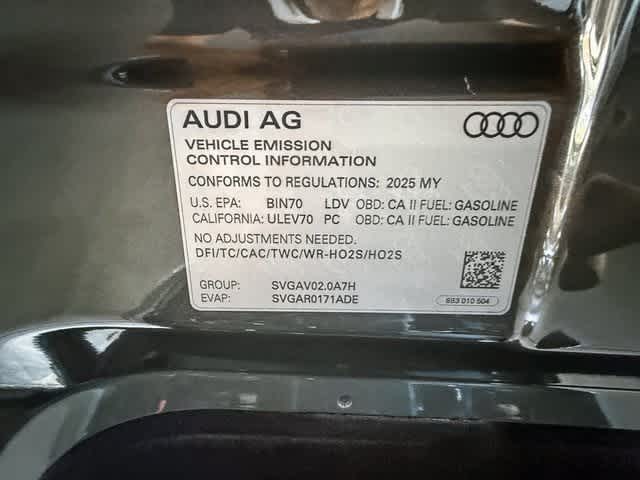 AUDI AG
VEHICLE EMISSION
CONTROL INFORMATION
CONFORMS TO REGULATIONS: 2025 MY
U.S. EPA: BIN70 LDV OBD: CA II FUEL: GASOLINE
CALIFORNIA: ULEV70 PC OBD: CA II FUEL: GASOLINE
NO ADJUSTMENTS NEEDED.
DFI/TC/CAC/TWC/WR-HO2S/HO2S
GROUP: SVGAV02.0A7H
EVAP: SVGAR0171ADE
8S3 010 504